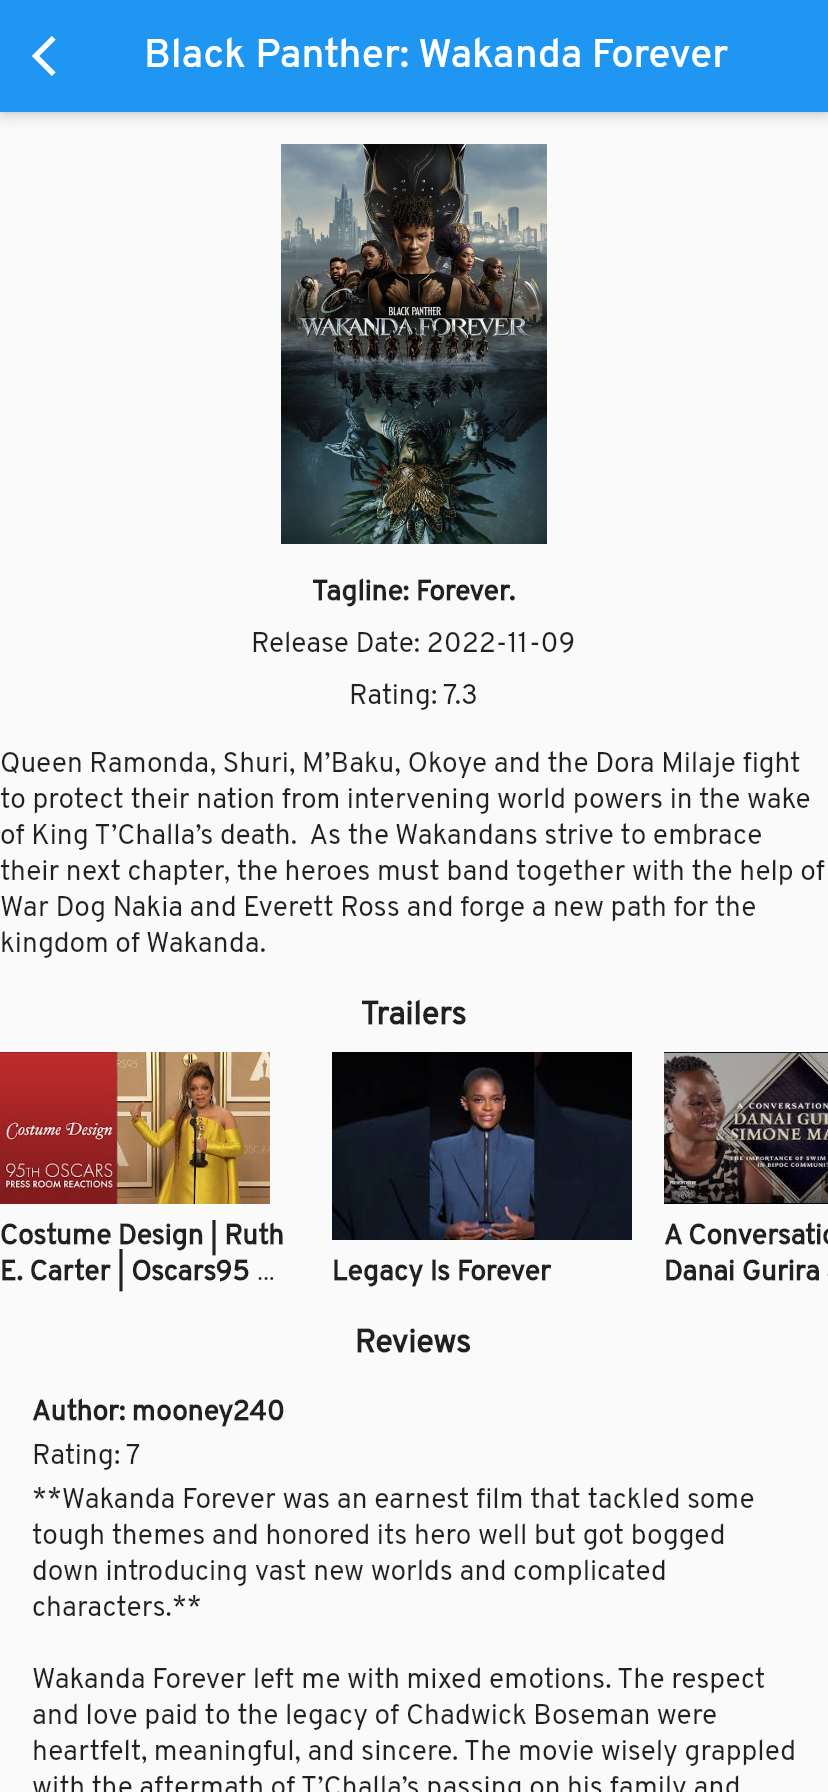 Black Panther: Wakanda Forever
BLACK PANTHER
WAKANDA FOREVER
Tagline: Forever.
Release Date: 2022-11-09
Rating: 7.3
Queen Ramonda, Shuri, M’Baku, Okoye and the Dora Milaje fight
to protect their nation from intervening world powers in the wake
of King T’Challa’s death.  As the Wakandans strive to embrace
their next chapter, the heroes must band together with the help of
War Dog Nakia and Everett Ross and forge a new path for the
kingdom of Wakanda.
Trailers
Costume Design
95TH OSCARS
PRESS ROOM REACTIONS
A CONVERSATION
DANAI GU
& SIMONE MA
THE IMPORTANCE OF SWIM
IN BIPOC COMMUNIT
Costume Design | Ruth
E. Carter | Oscars95 ...
Legacy Is Forever
A Conversatio
Danai Gurira
Reviews
Author: mooney240
Rating: 7
**Wakanda Forever was an earnest film that tackled some
tough themes and honored its hero well but got bogged
down introducing vast new worlds and complicated
characters.**
Wakanda Forever left me with mixed emotions. The respect
and love paid to the legacy of Chadwick Boseman were
heartfelt, meaningful, and sincere. The movie wisely grappled
with the aftermath of T’Challa’s passing on his family and